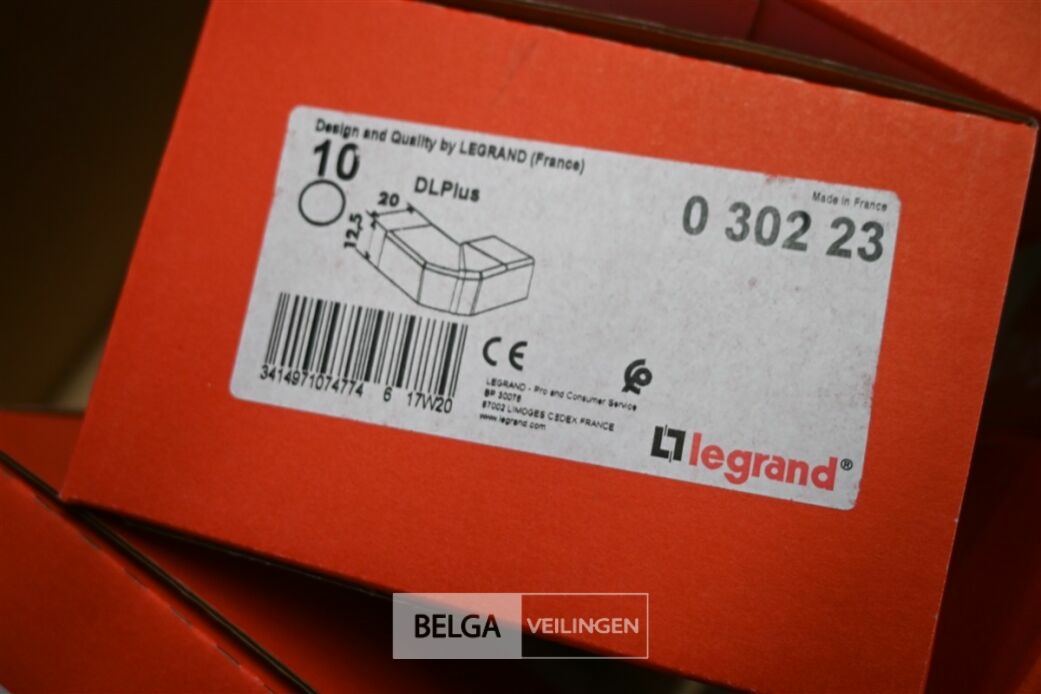 Design and Quality by LEGRAND (France)
10
DLPlus
Made in France
0 302 23
20
12,5
CE
3414971074774 6 17W20
LEGRAND - Pro and Consumer Service
BP 30076
87002 LIMOGES CEDEX FRANCE
www.legrand.com
legrand®
BELGA VEILINGEN